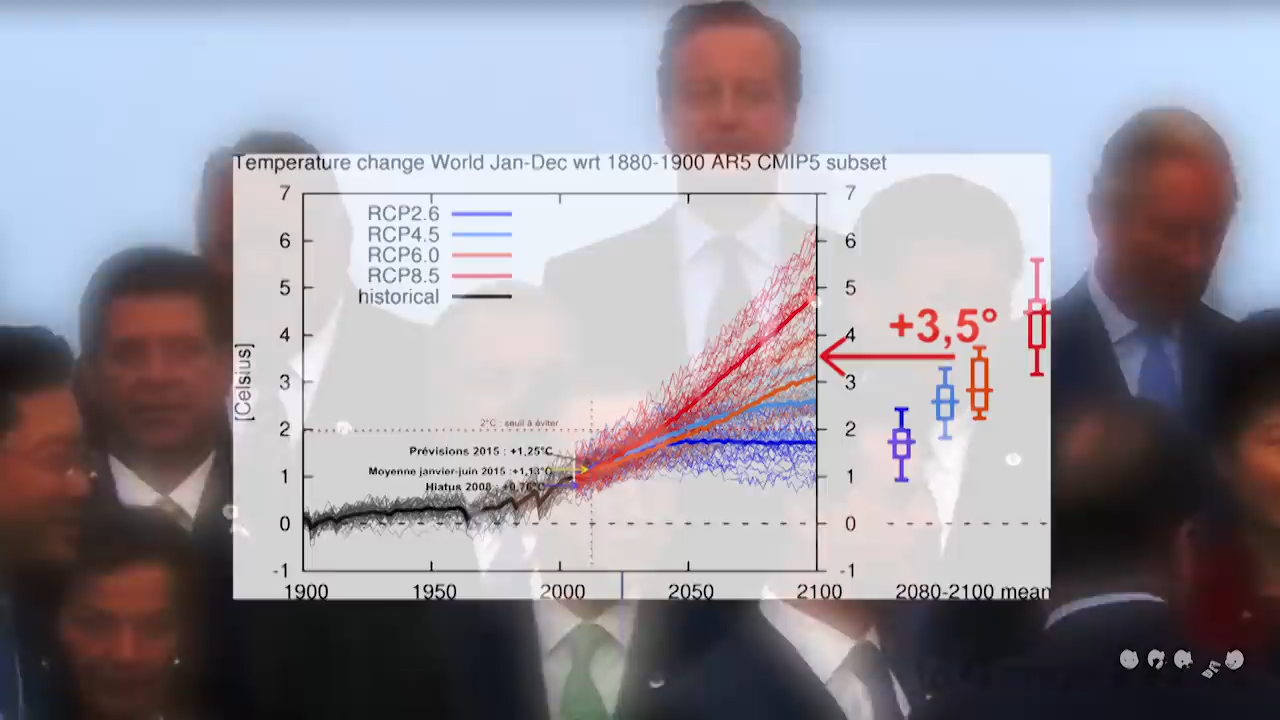 Temperature change World Jan-Dec wrt 1880-1900 AR5 CMIP5 subset
7
6
5
4
3
2
1
0
-1
[Celsius]
RCP2.6
RCP4.5
RCP6.0
RCP8.5
historical
2°C : seuil à éviter
Prévisions 2015 : +1,25°C
Moyenne janvier-juin 2015 :+1,13°C
Hiatus 2008 : +0,76°C
1900
1950
2000
2050
2100
7
6
5
4
3
2
1
0
-1
+3,5°
2080-2100 mean